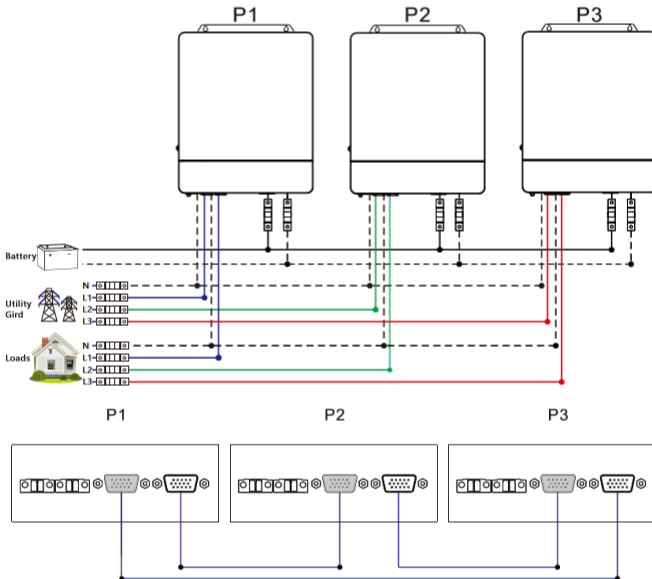 P1 P2 P3
Battery
Utility
Gird
N
L1
L2
L3
Loads
N
L1
L2
L3
P1 P2 P3